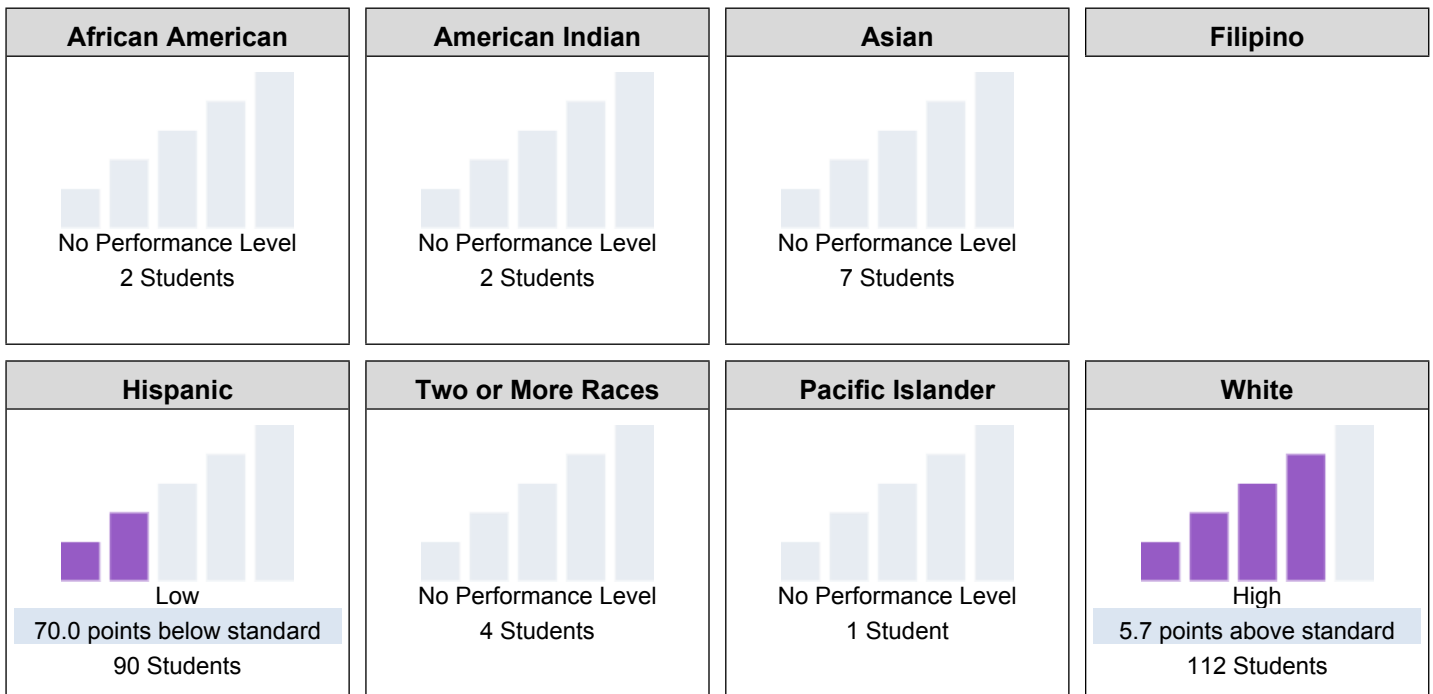 African American
No Performance Level
2 Students
American Indian
No Performance Level
2 Students
Asian
No Performance Level
7 Students
Filipino
Hispanic
Low
70.0 points below standard
90 Students
Two or More Races
No Performance Level
4 Students
Pacific Islander
No Performance Level
1 Student
White
High
5.7 points above standard
112 Students